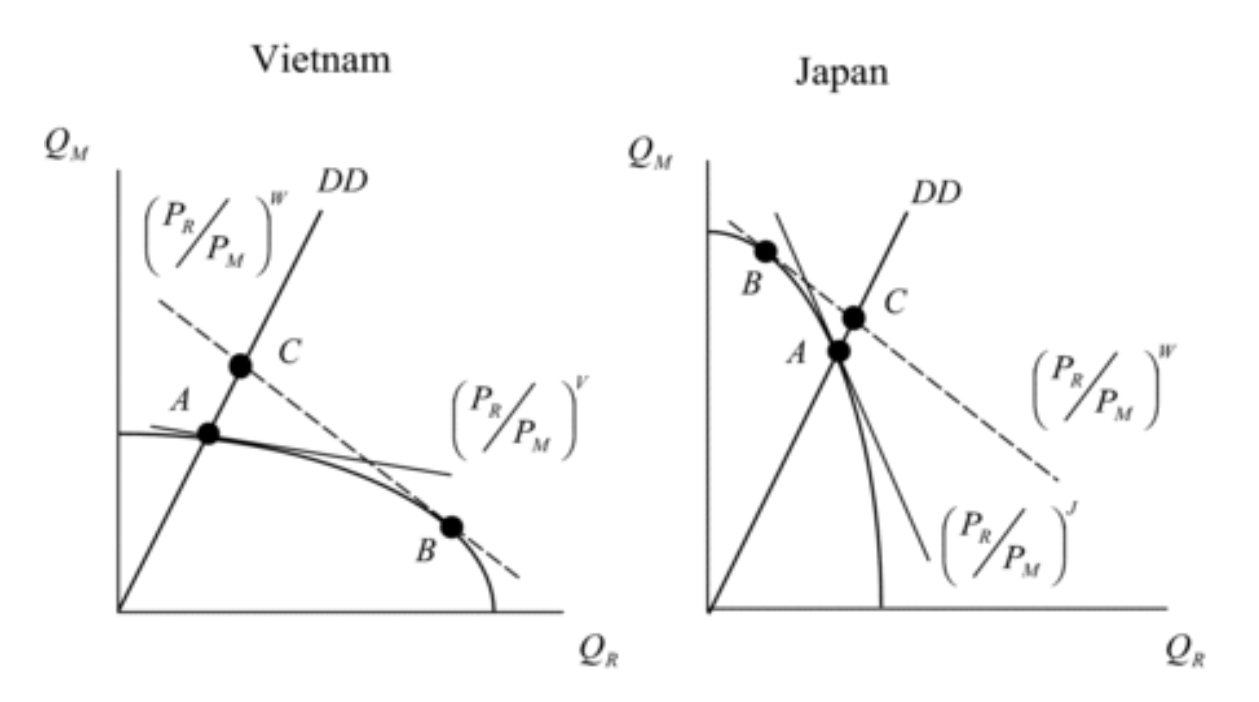 Vietnam
Q_M
DD
(P_R/P_M)^W
C
A
(P_R/P_M)^V
B
Q_R
Japan
Q_M
DD
B
C
A
(P_R/P_M)^W
(P_R/P_M)^J
Q_R